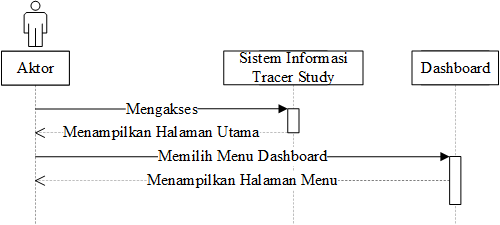 Aktor
Sistem Informasi
Tracer Study
Dashboard
Mengakses
Menampilkan Halaman Utama
Memilih Menu Dashboard
Menampilkan Halaman Menu